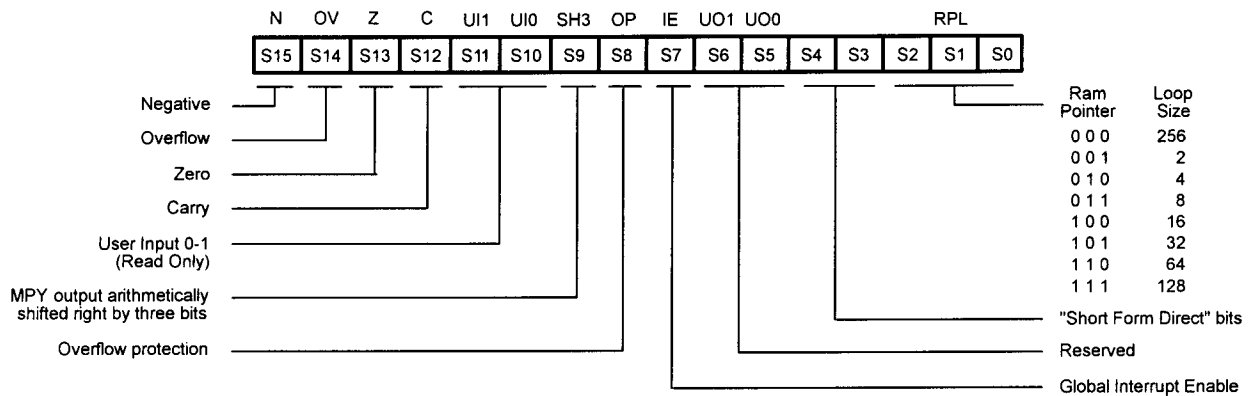 N OV Z C UI1 UI0 SH3 OP IE UO1 UO0 RPL
S15 S14 S13 S12 S11 S10 S9 S8 S7 S6 S5 S4 S3 S2 S1 S0
Negative
Overflow
Zero
Carry
User Input 0-1
(Read Only)
MPY output arithmetically
shifted right by three bits
Overflow protection
Ram Loop
Pointer Size
0 0 0 256
0 0 1 2
0 1 0 4
0 1 1 8
1 0 0 16
1 0 1 32
1 1 0 64
1 1 1 128
"Short Form Direct" bits
Reserved
Global Interrupt Enable